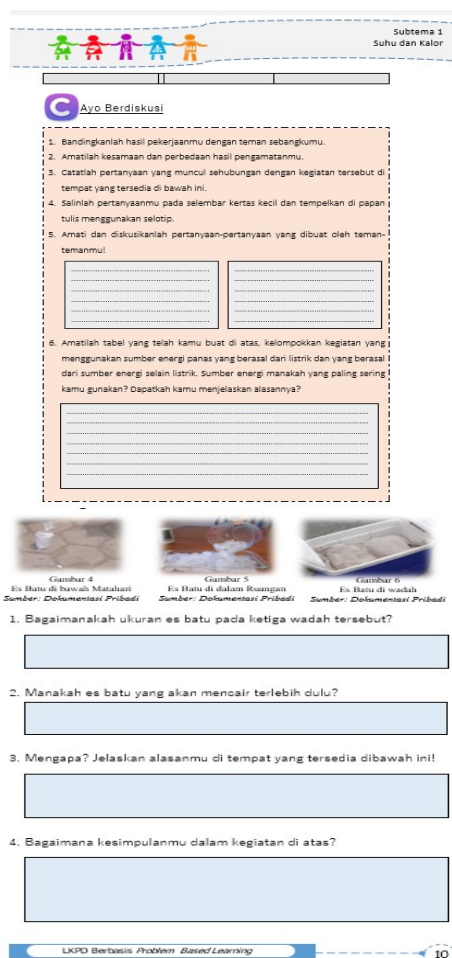 Subtema 1
Suhu dan Kalor
C Ayo Berdiskusi
1. Bandingkanlah hasil pekerjaanmu dengan teman sebangkumu.
2. Amatilah kesamaan dan perbedaan hasil pengamatanmu.
3. Catatlah pertanyaan yang muncul sehubungan dengan kegiatan tersebut di
tempat yang tersedia di bawah ini.
4. Salinlah pertanyaanmu pada selembar kertas kecil dan tempelkan di papan
tulis menggunakan selotip.
5. Amati dan diskusikanlah pertanyaan-pertanyaan yang dibuat oleh teman-
temanmu!
6. Amatilah tabel yang telah kamu buat di atas, kelompokkan kegiatan yang
menggunakan sumber energi panas yang berasal dari listrik dan yang berasal
dari sumber energi selain listrik. Sumber energi manakah yang paling sering
kamu gunakan? Dapatkah kamu menjelaskan alasannya?
Gambar 4
Es Batu di bawah Matahari
Sumber: Dokumentasi Pribadi
Gambar 5
Es Batu di dalam Ruangan
Sumber: Dokumentasi Pribadi
Gambar 6
Es Batu di wadah
Sumber: Dokumentasi Pribadi
1. Bagaimanakah ukuran es batu pada ketiga wadah tersebut?
2. Manakah es batu yang akan mencair terlebih dulu?
3. Mengapa? Jelaskan alasanmu di tempat yang tersedia dibawah ini!
4. Bagaimana kesimpulanmu dalam kegiatan di atas?
LKPD Berbasis Problem Based Learning
10